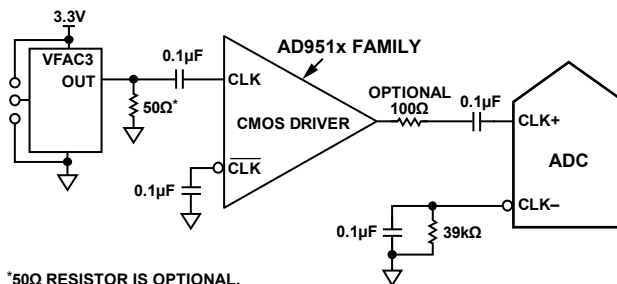 3.3V
VFAC3
OUT
0.1µF
50Ω*
AD951x FAMILY
CLK
CMOS DRIVER
CLK
0.1µF
OPTIONAL
100Ω
0.1µF
CLK+
ADC
CLK–
0.1µF
39kΩ
*50Ω RESISTOR IS OPTIONAL.